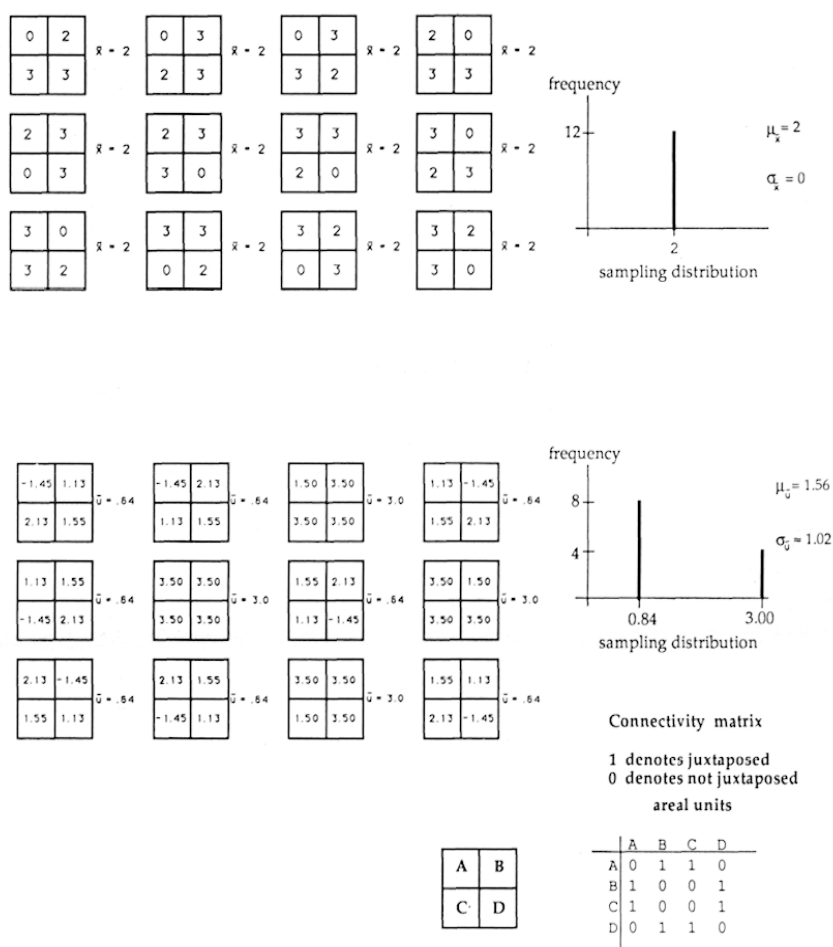 0 2
3 3
x̄ = 2
0 3
2 3
x̄ = 2
0 3
3 2
x̄ = 2
2 0
3 3
x̄ = 2
2 3
0 3
x̄ = 2
2 3
3 0
x̄ = 2
3 3
2 0
x̄ = 2
3 0
2 3
x̄ = 2
3 0
3 2
x̄ = 2
3 3
0 2
x̄ = 2
3 2
0 3
x̄ = 2
3 2
3 0
x̄ = 2
frequency
12
μx̄ = 2
σx̄ = 0
2
sampling distribution
-1.45 1.13
2.13 1.55
ū = .64
-1.45 2.13
1.13 1.55
ū = .64
1.50 3.50
3.50 3.50
ū = 3.0
1.13 -1.45
1.55 2.13
ū = .64
1.13 1.55
-1.45 2.13
ū = .64
3.50 3.50
3.50 3.50
ū = 3.0
1.55 2.13
1.13 -1.45
ū = .64
3.50 1.50
3.50 3.50
ū = 3.0
2.13 -1.45
1.55 1.13
ū = .64
2.13 1.55
-1.45 1.13
ū = .64
3.50 3.50
1.50 3.50
ū = 3.0
1.55 1.13
2.13 -1.45
ū = .64
frequency
8
4
μū = 1.56
σū = 1.02
0.84 3.00
sampling distribution
Connectivity matrix
1 denotes juxtaposed
0 denotes not juxtaposed
areal units
A B
C D
A B C D
A 0 1 1 0
B 1 0 0 1
C 1 0 0 1
D 0 1 1 0